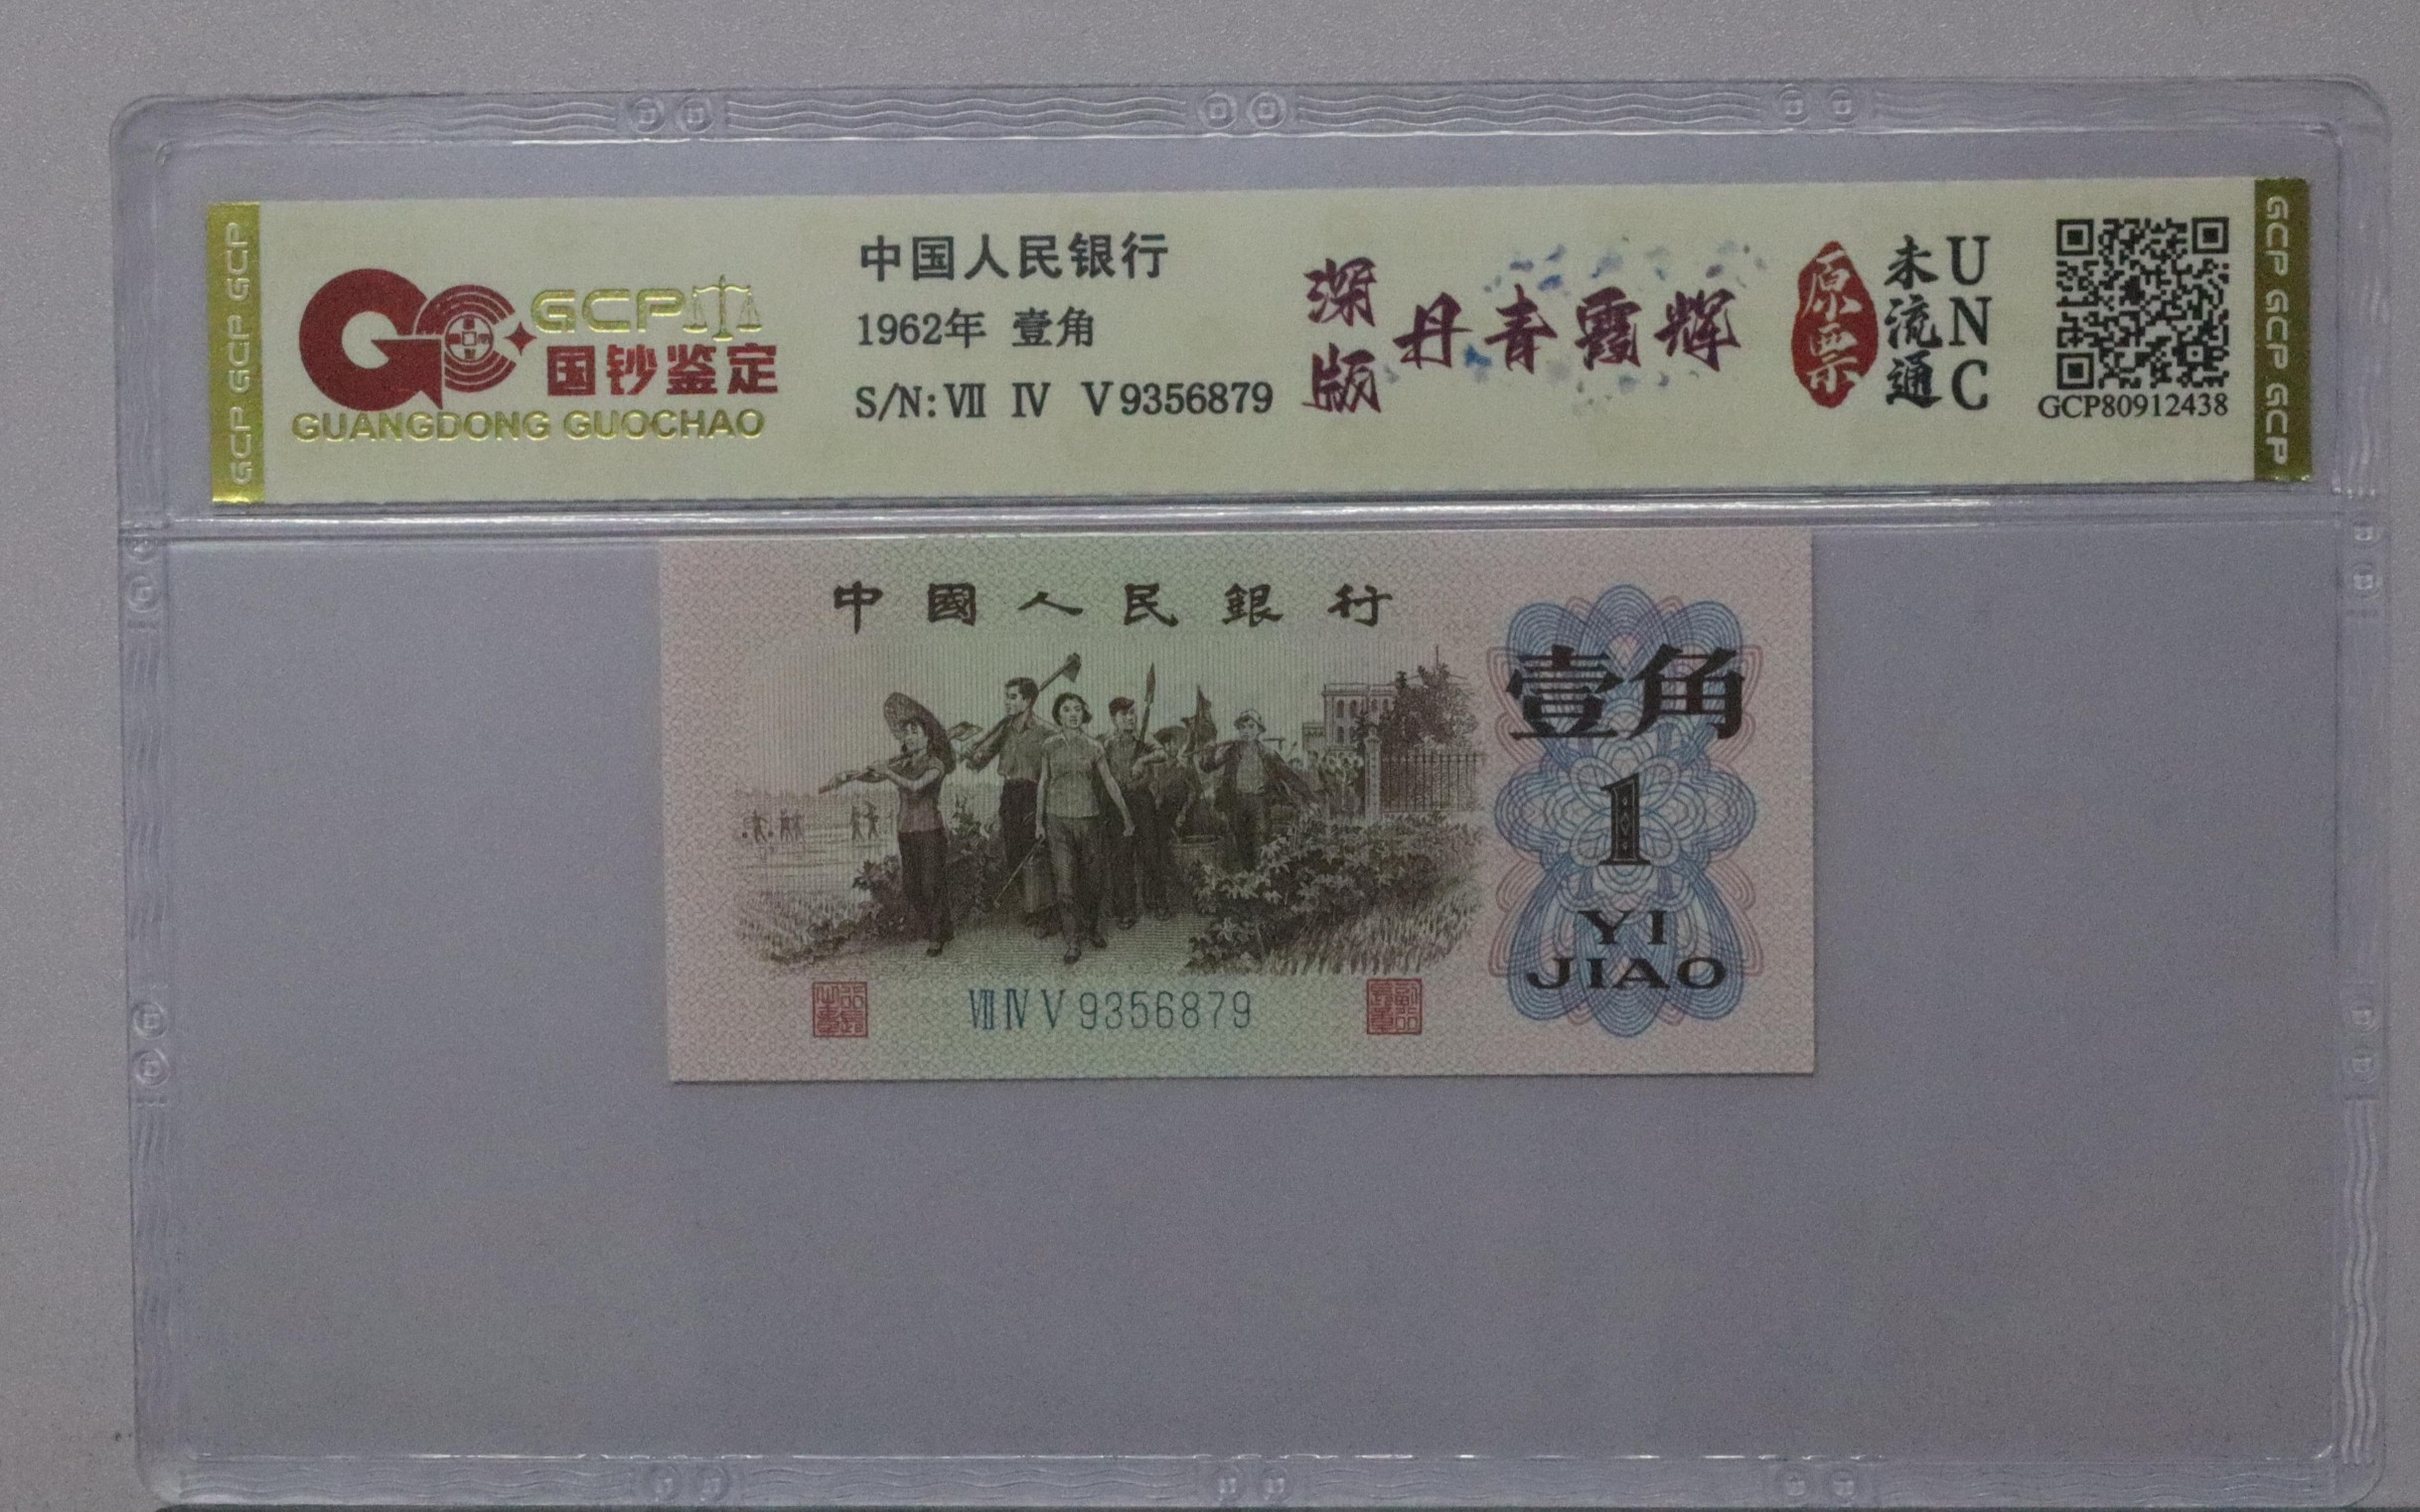 GCP GCP GCP
GCP
国钞鉴定
GUANGDONG GUOCHAO
中国人民银行
1962年 壹角
S/N: Ⅶ Ⅳ Ⅴ 9356879
深版
丹青霞辉
原票
未流通
UNC
GCP80912438
GCP GCP GCP
中國人民銀行
壹角
1
YI
JIAO
Ⅶ Ⅳ Ⅴ 9356879